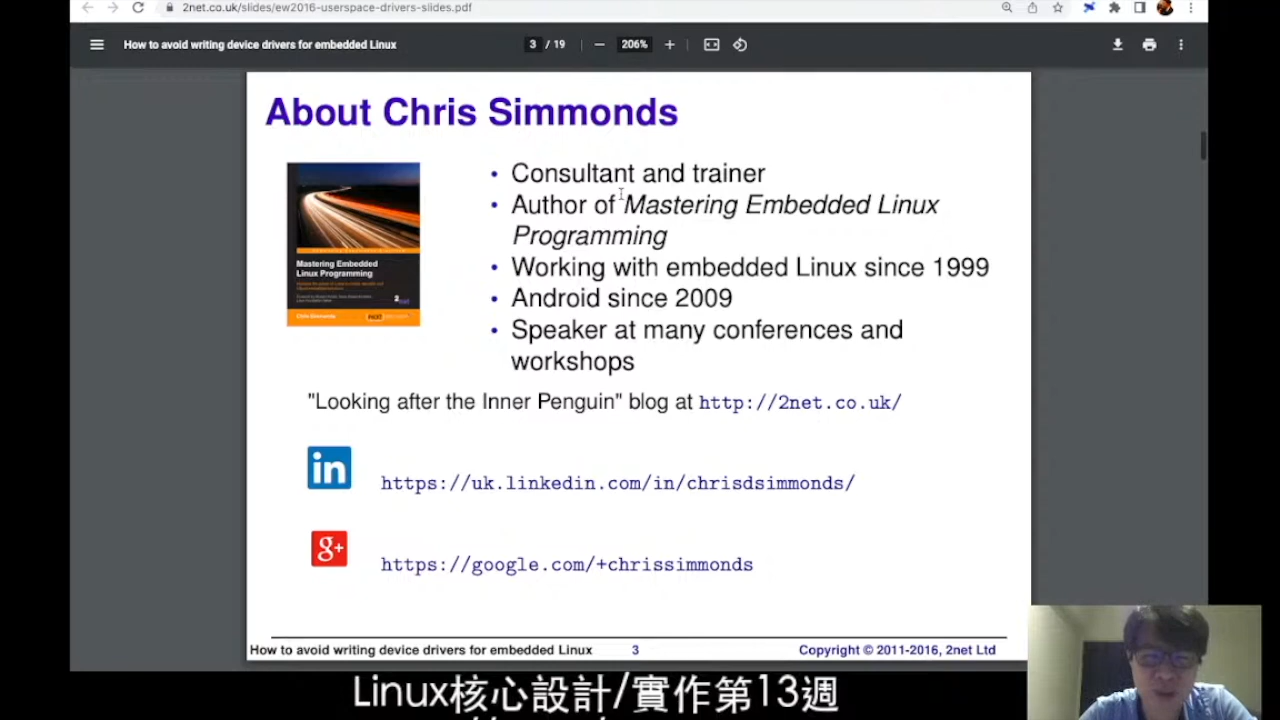 2net.co.uk/slides/ew2016-userspace-drivers-slides.pdf
How to avoid writing device drivers for embedded Linux
3 / 19
206%
About Chris Simmonds
• Consultant and trainer
• Author of Mastering Embedded Linux
Programming
• Working with embedded Linux since 1999
• Android since 2009
• Speaker at many conferences and
workshops
Mastering Embedded
Linux Programming
Chris Simmonds
"Looking after the Inner Penguin" blog at http://2net.co.uk/
in
https://uk.linkedin.com/in/chrisdsimmonds/
g+
https://google.com/+chrissimmonds
How to avoid writing device drivers for embedded Linux 3 Copyright © 2011-2016, 2net Ltd
Linux核心設計/實作第13週